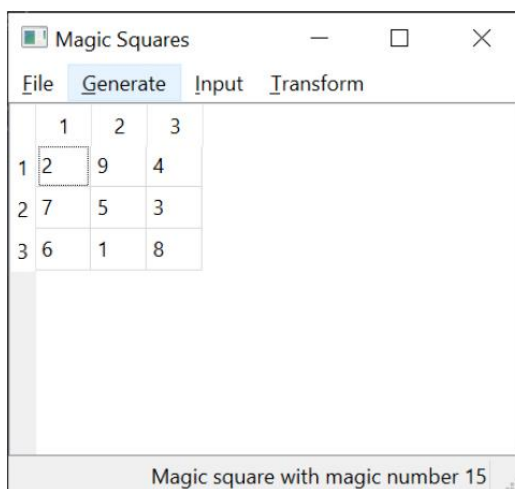 Magic Squares
File Generate Input Transform
1 2 3
1 2 9 4
2 7 5 3
3 6 1 8
Magic square with magic number 15